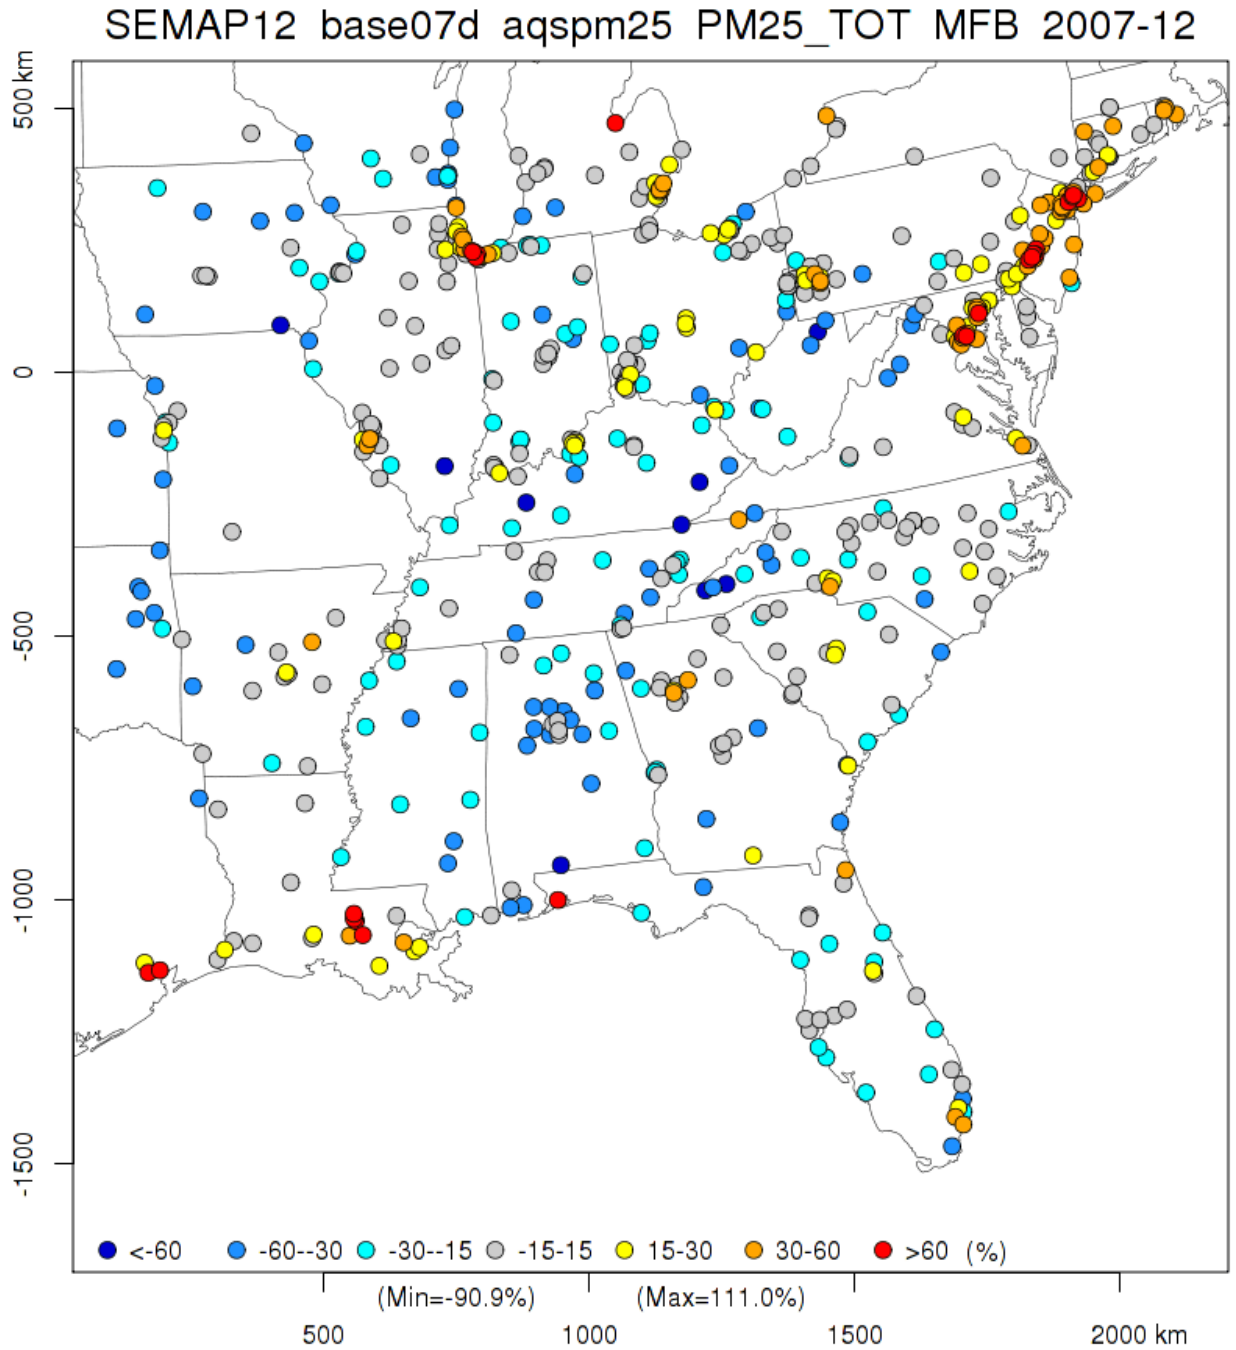 SEMAP12 base07d aqspm25 PM25_TOT MFB 2007-12
500 km
0
-500
-1000
-1500
<-60 -60--30 -30--15 -15-15 15-30 30-60 >60 (%)
(Min=-90.9%) (Max=111.0%)
500 1000 1500 2000 km